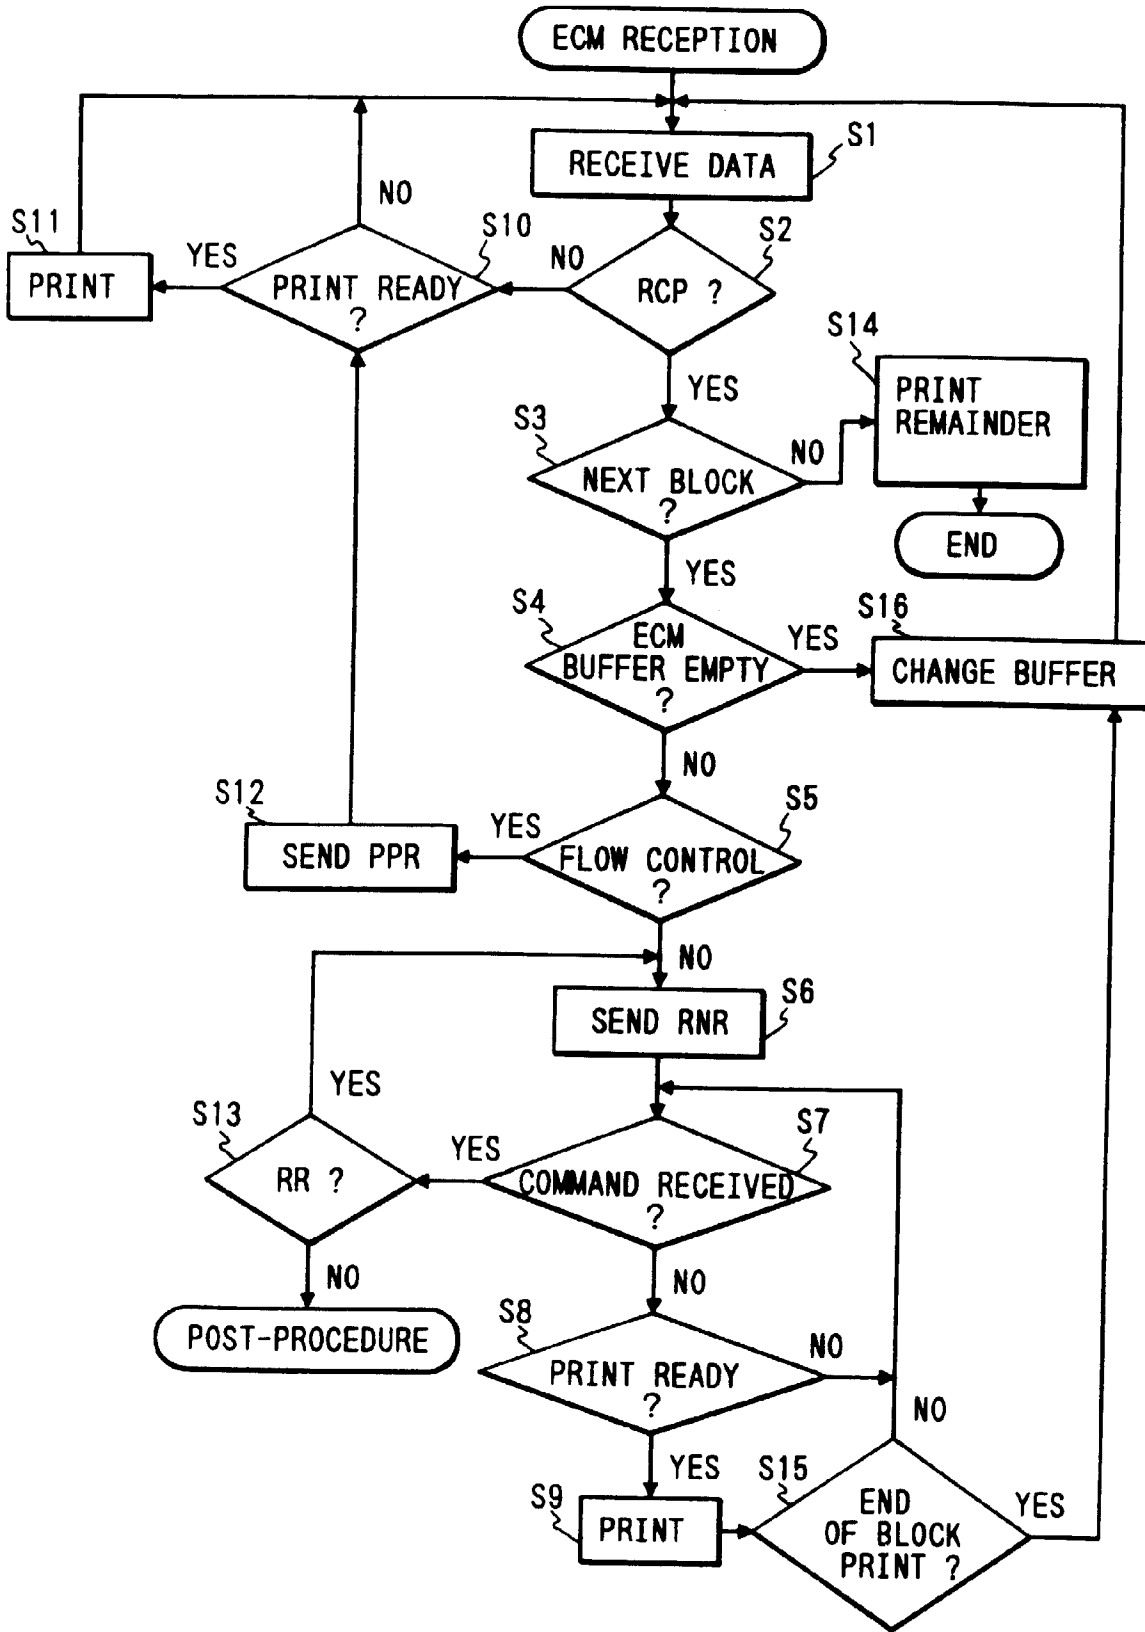 ECM RECEPTION
S1
RECEIVE DATA
NO
S11
S10
S2
YES
NO
PRINT
PRINT READY
?
RCP ?
S14
YES
PRINT
REMAINDER
S3
NO
NEXT BLOCK
?
END
YES
S4
S16
ECM
BUFFER EMPTY
?
YES
CHANGE BUFFER
NO
S12
S5
YES
SEND PPR
FLOW CONTROL
?
NO
S6
SEND RNR
YES
S13
S7
YES
RR ?
COMMAND RECEIVED
?
NO
NO
S8
POST-PROCEDURE
NO
PRINT READY
?
NO
YES
S15
S9
YES
PRINT
END
OF BLOCK
PRINT ?